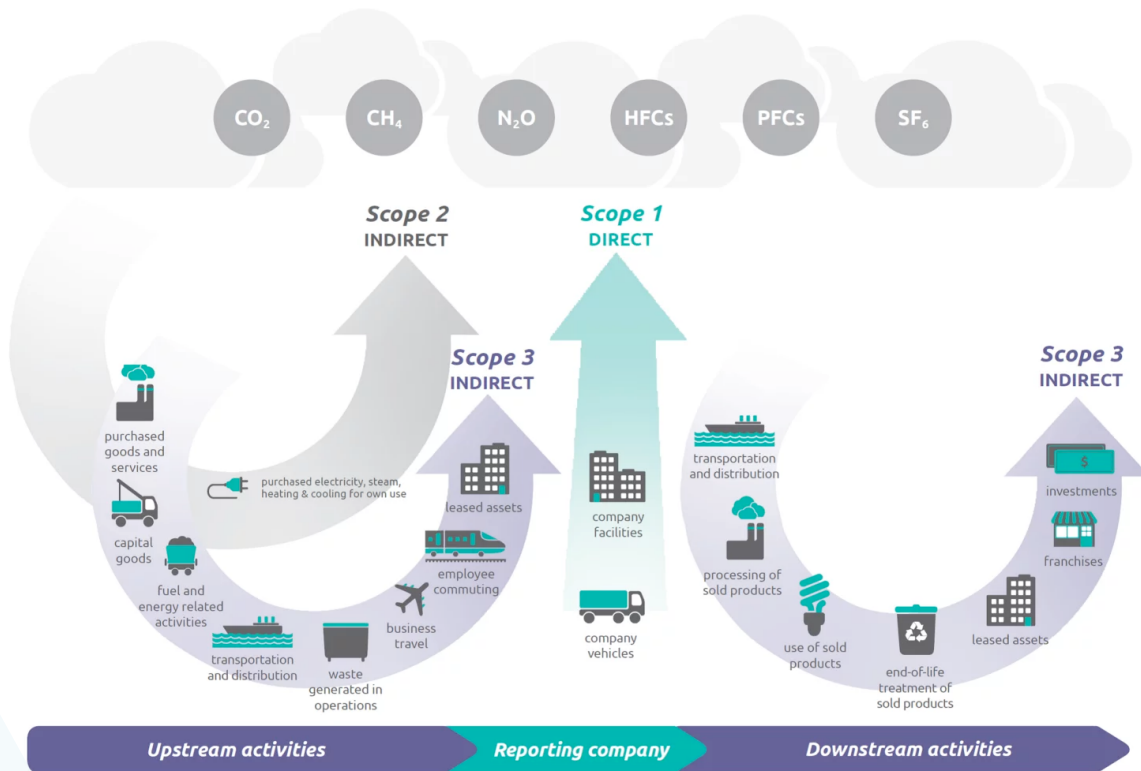 CO₂
CH₄
N₂O
HFCs
PFCs
SF₆
Scope 2
INDIRECT
Scope 1
DIRECT
Scope 3
INDIRECT
Scope 3
INDIRECT
purchased
goods and
services
capital
goods
fuel and
energy related
activities
purchased electricity, steam,
heating & cooling for own use
transportation
and distribution
waste
generated in
operations
business
travel
employee
commuting
leased assets
company
facilities
company
vehicles
transportation
and distribution
processing of
sold products
use of sold
products
end-of-life
treatment of
sold products
leased assets
franchises
$
investments
Upstream activities
Reporting company
Downstream activities